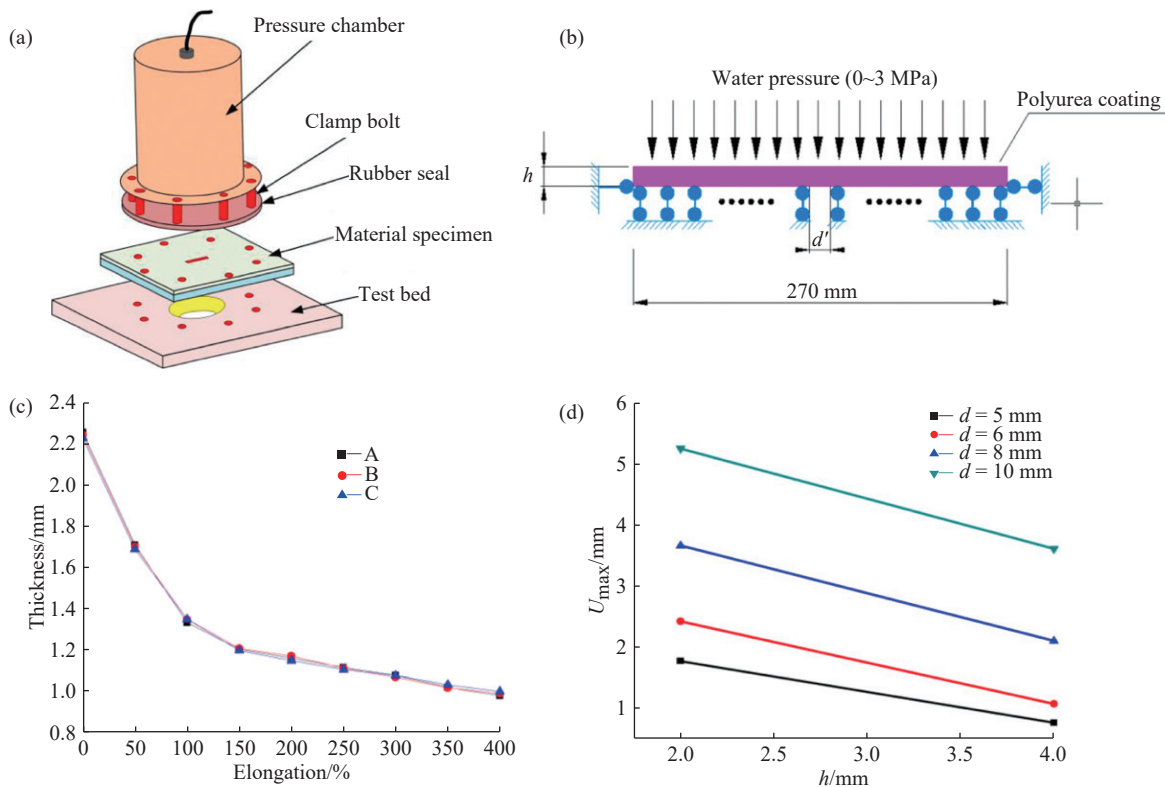 (a)
Pressure chamber
Clamp bolt
Rubber seal
Material specimen
Test bed
(b)
Water pressure (0~3 MPa)
Polyurea coating
h
d′
270 mm
(c)
2.4
2.2
2.0
1.8
1.6
1.4
1.2
1.0
0.8
Thickness/mm
A
B
C
0 50 100 150 200 250 300 350 400
Elongation/%
(d)
6
5
4
3
2
1
Umax/mm
d = 5 mm
d = 6 mm
d = 8 mm
d = 10 mm
2.0 2.5 3.0 3.5 4.0
h/mm